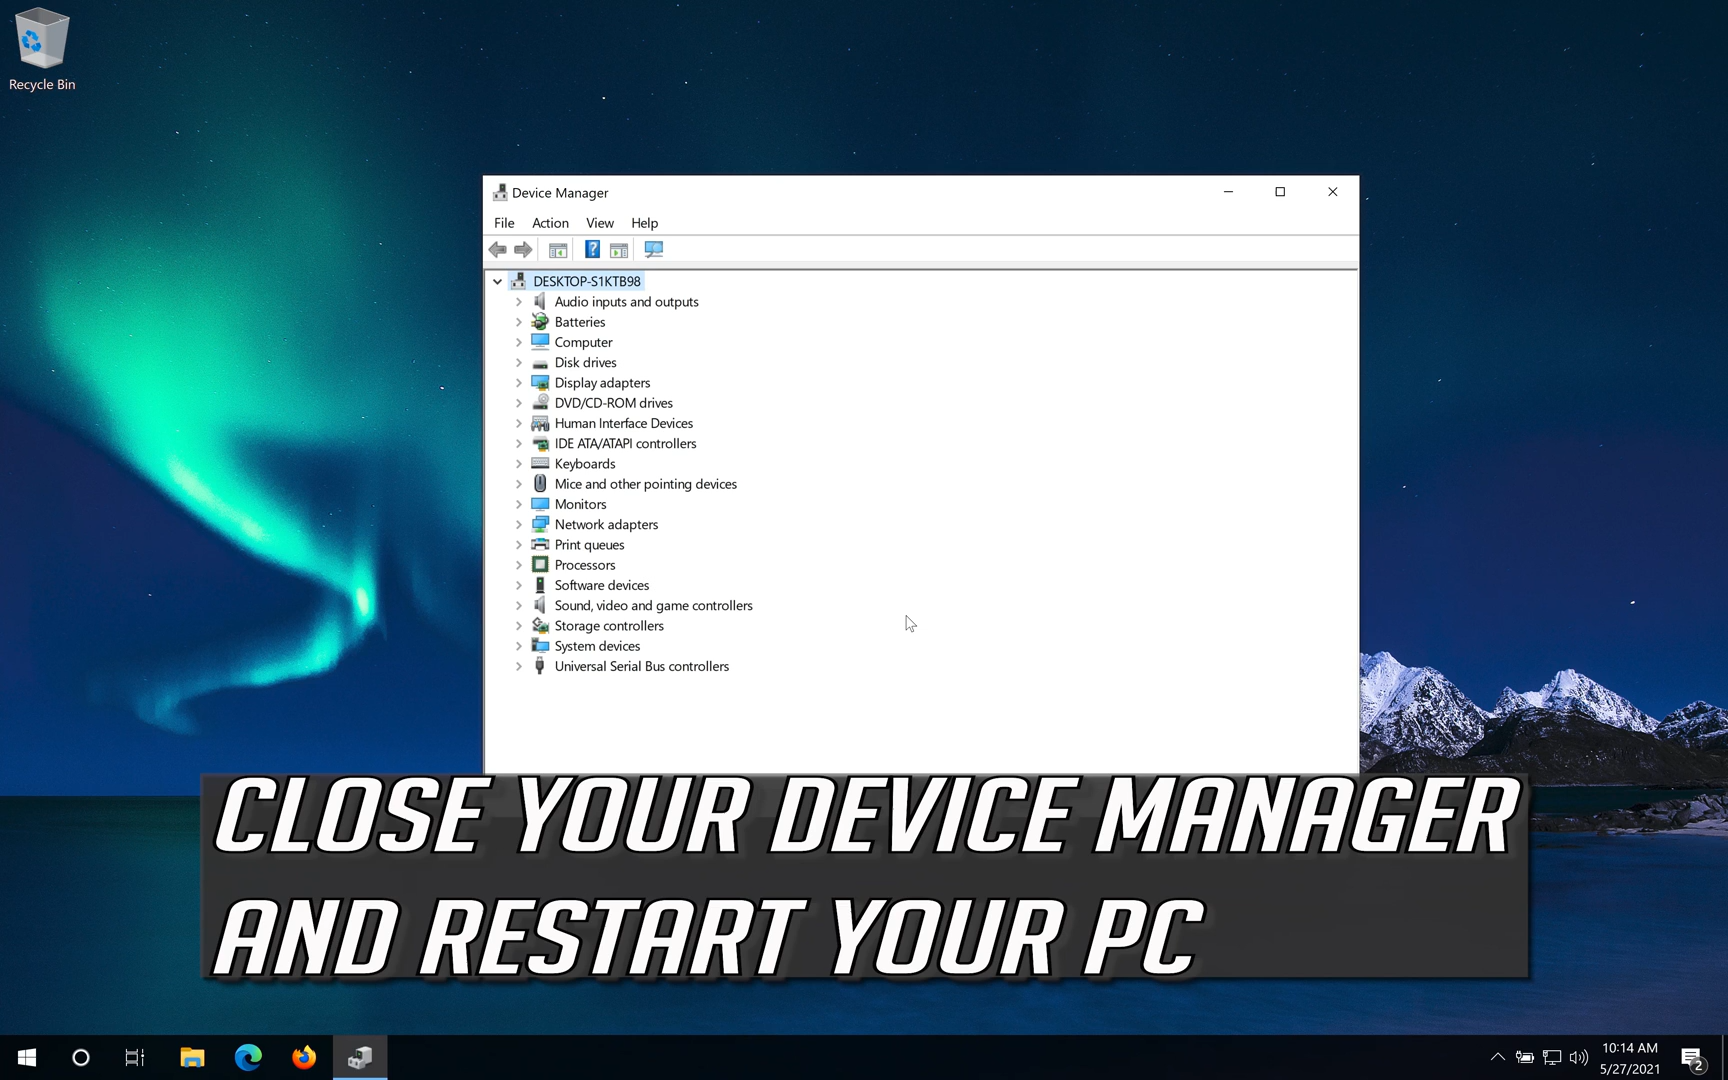 Recycle Bin
Device Manager
File Action View Help
DESKTOP-S1KTB98
Audio inputs and outputs
Batteries
Computer
Disk drives
Display adapters
DVD/CD-ROM drives
Human Interface Devices
IDE ATA/ATAPI controllers
Keyboards
Mice and other pointing devices
Monitors
Network adapters
Print queues
Processors
Software devices
Sound, video and game controllers
Storage controllers
System devices
Universal Serial Bus controllers
CLOSE YOUR DEVICE MANAGER
AND RESTART YOUR PC
10:14 AM
5/27/2021
2